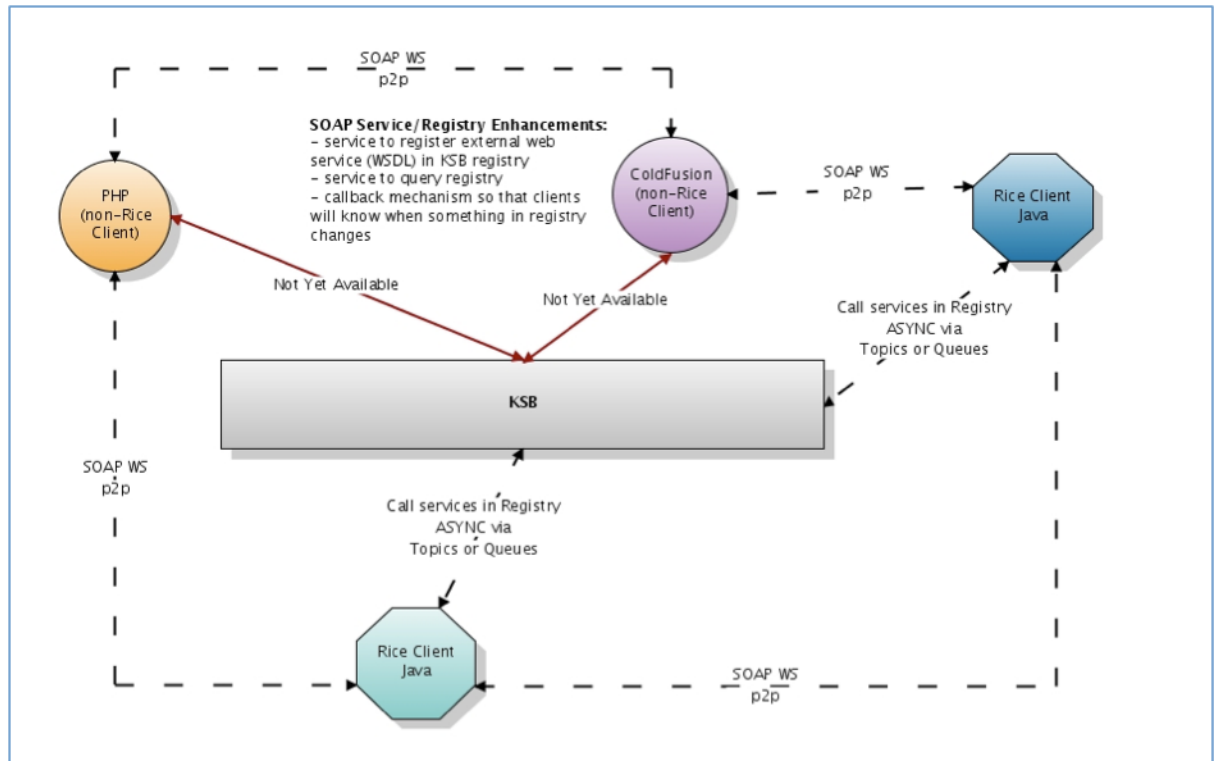 SOAP WS
p2p
SOAP Service/Registry Enhancements:
– service to register external web
service (WSDL) in KSB registry
– service to query registry
– callback mechanism so that clients
will know when something in registry
changes
PHP
(non–Rice
Client)
ColdFusion
(non–Rice
Client)
SOAP WS
p2p
Rice Client
Java
Not Yet Available
Not Yet Available
Call services in Registry
ASYNC via
Topics or Queues
KSB
SOAP WS
p2p
Call services in Registry
ASYNC via
Topics or Queues
Rice Client
Java
SOAP WS
p2p